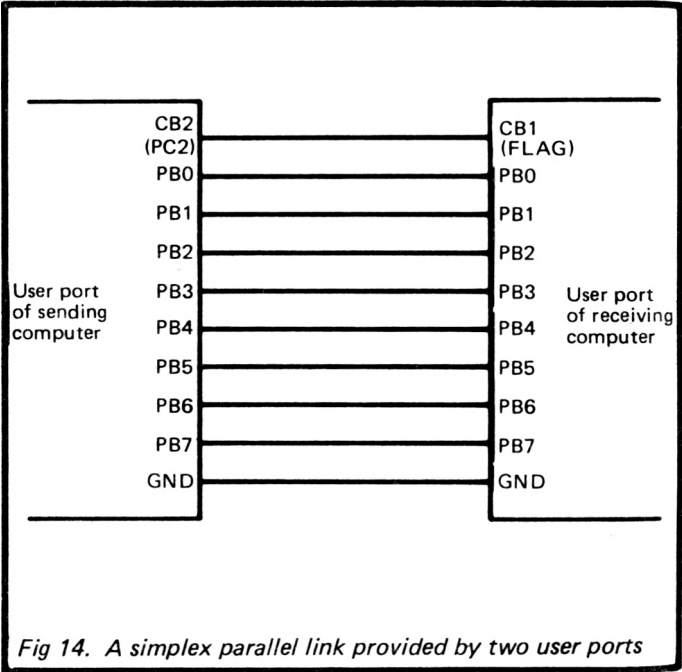 CB2
(PC2)
PB0
PB1
PB2
PB3
PB4
PB5
PB6
PB7
GND
User port
of sending
computer
CB1
(FLAG)
PB0
PB1
PB2
PB3
PB4
PB5
PB6
PB7
GND
User port
of receiving
computer
Fig 14. A simplex parallel link provided by two user ports